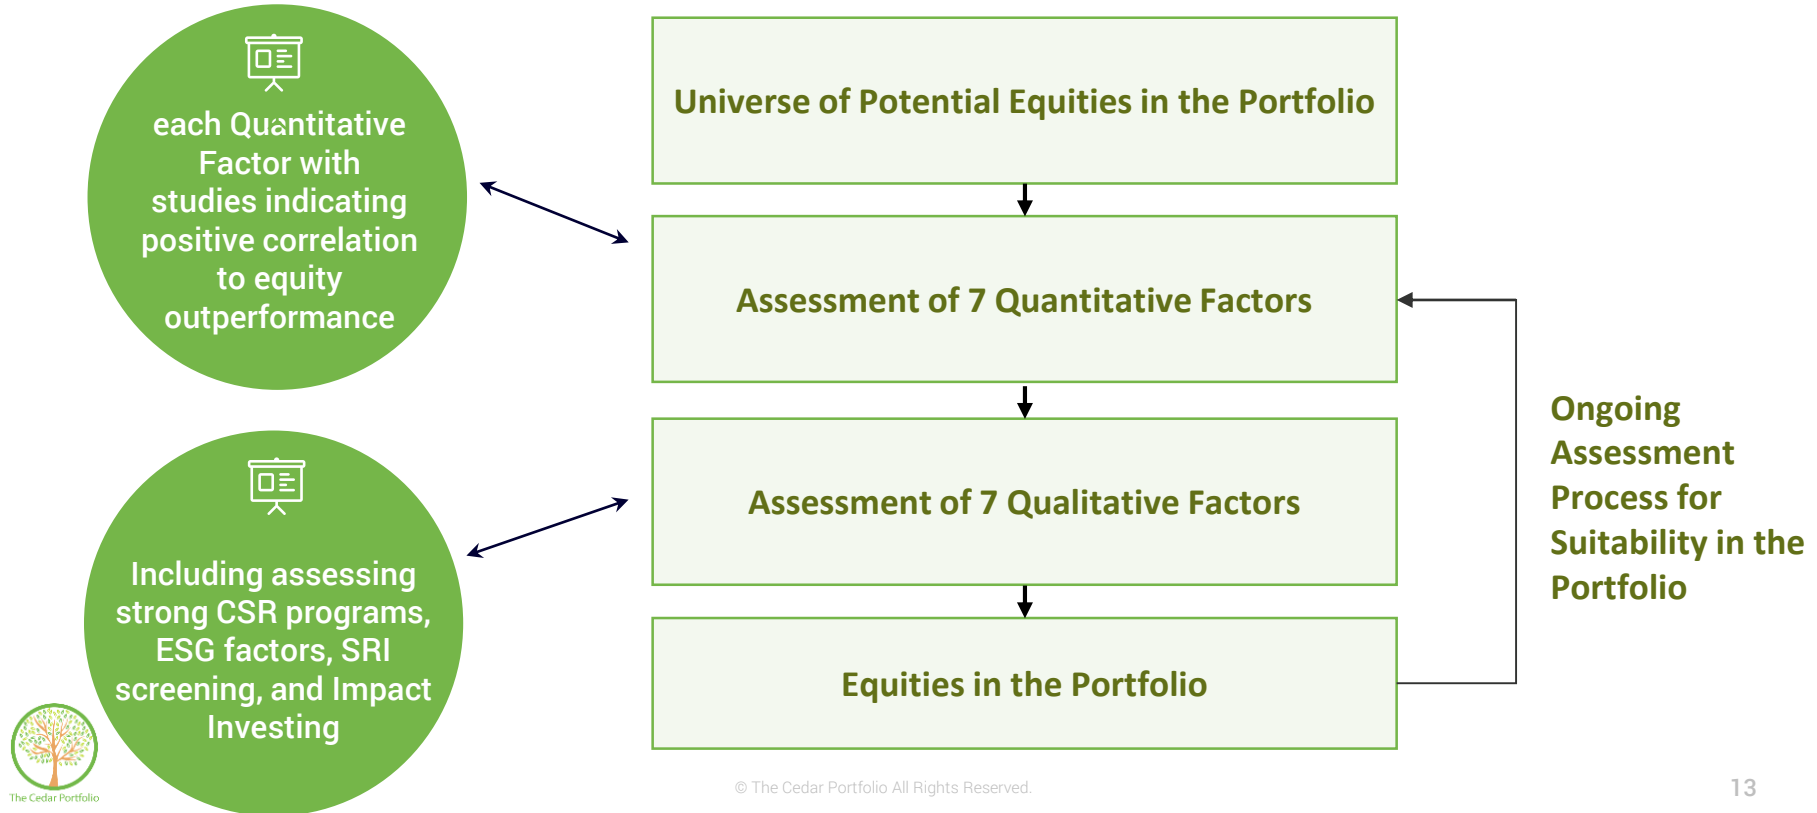 each Quantitative
Factor with
studies indicating
positive correlation
to equity
outperformance
Universe of Potential Equities in the Portfolio
Assessment of 7 Quantitative Factors
Assessment of 7 Qualitative Factors
Equities in the Portfolio
Ongoing
Assessment
Process for
Suitability in the
Portfolio
Including assessing
strong CSR programs,
ESG factors, SRI
screening, and Impact
Investing
The Cedar Portfolio
© The Cedar Portfolio All Rights Reserved.
13